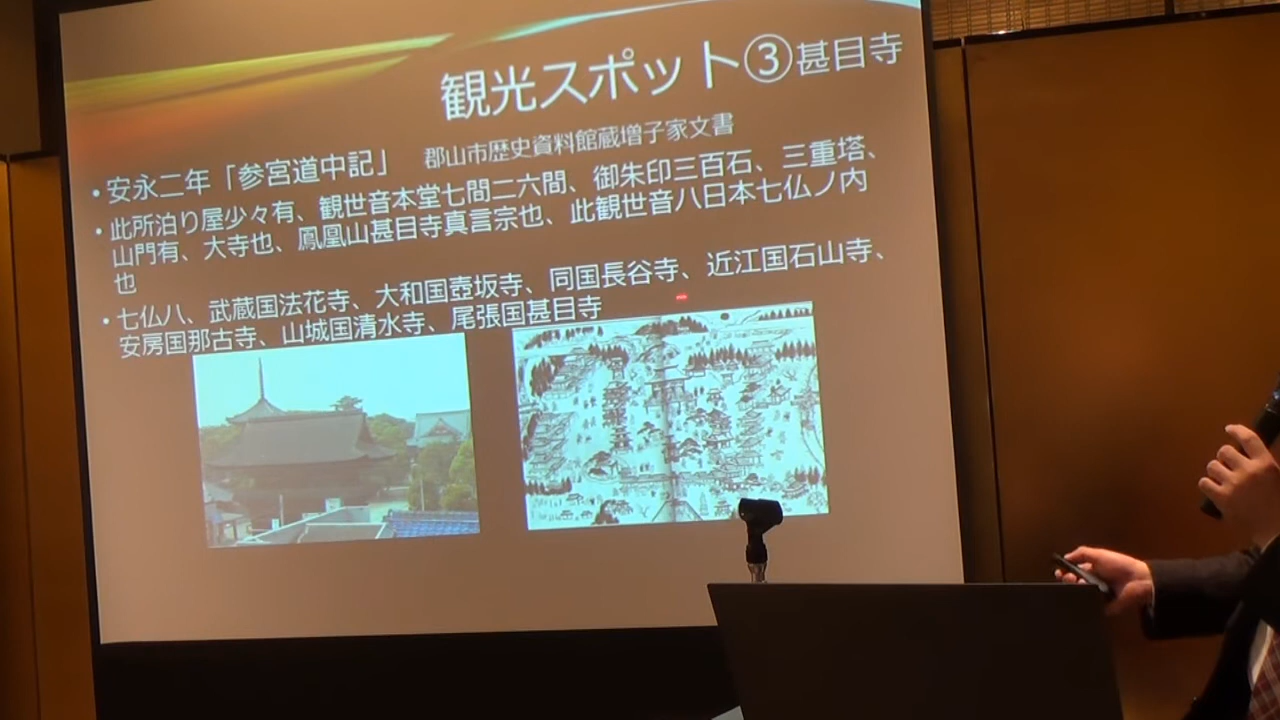 観光スポット③甚目寺
・安永二年「参宮道中記」 郡山市歴史資料館蔵増子家文書
・此所泊り屋少々有、観世音本堂七間二六間、御朱印三百石、三重塔、
山門有、大寺也、鳳凰山甚目寺真言宗也、此観世音八日本七仏ノ内
也
・七仏八、武蔵国法花寺、大和国壺坂寺、同国長谷寺、近江国石山寺、
安房国那古寺、山城国清水寺、尾張国甚目寺